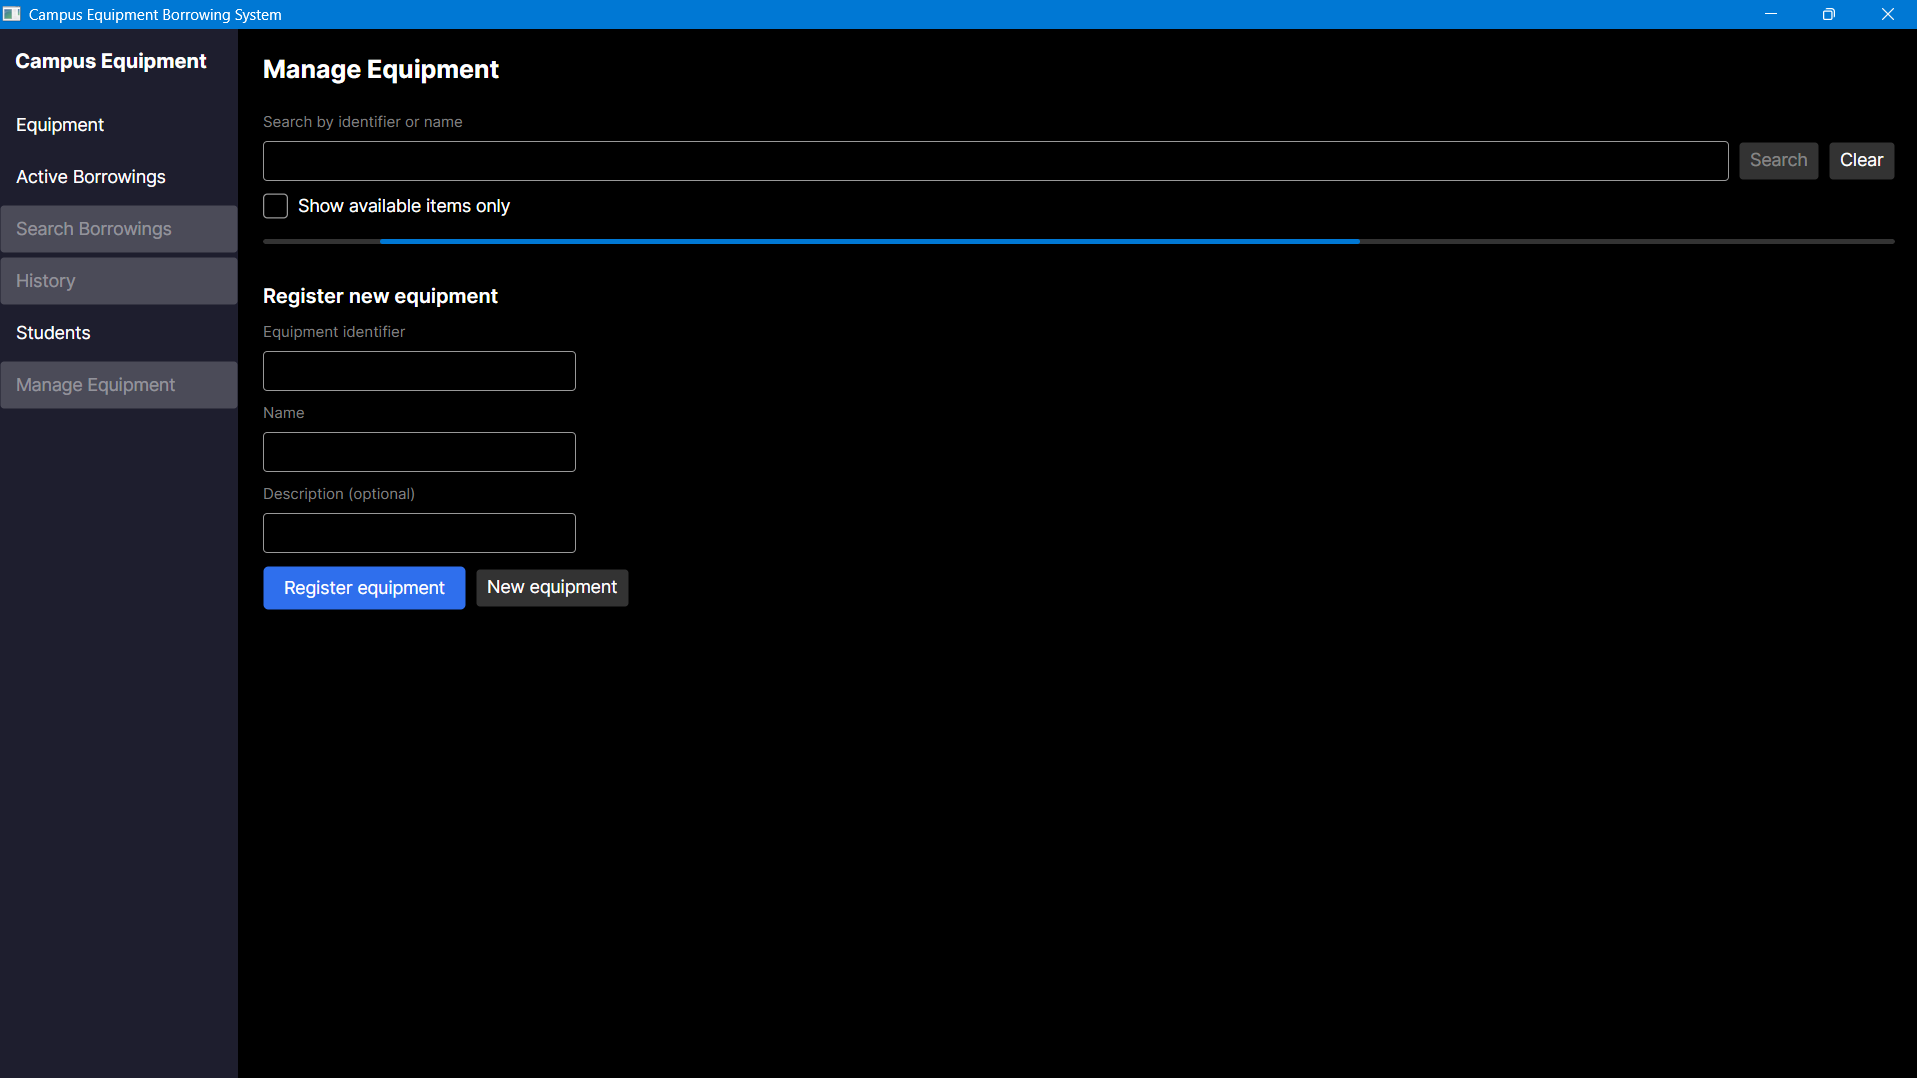 Campus Equipment Borrowing System
Campus Equipment
Equipment
Active Borrowings
Search Borrowings
History
Students
Manage Equipment
Manage Equipment
Search by identifier or name
Search Clear
Show available items only
Register new equipment
Equipment identifier
Name
Description (optional)
Register equipment New equipment